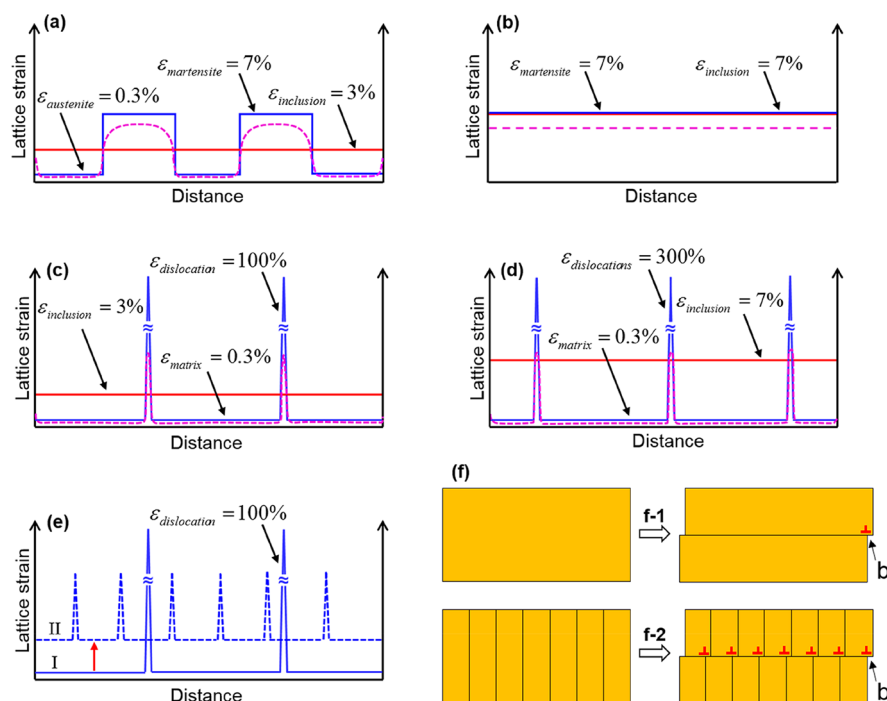 (a)
Lattice strain
ε_austenite = 0.3%
ε_martensite = 7%
ε_inclusion = 3%
Distance
(b)
Lattice strain
ε_martensite = 7%
ε_inclusion = 7%
Distance
(c)
Lattice strain
ε_inclusion = 3%
ε_dislocation = 100%
ε_matrix = 0.3%
≈ ≈
Distance
(d)
Lattice strain
ε_dislocations = 300%
ε_inclusion = 7%
ε_matrix = 0.3%
≈ ≈ ≈
Distance
(e)
Lattice strain
ε_dislocation = 100%
≈ ≈
II
I
Distance
(f)
f-1
b
f-2
b